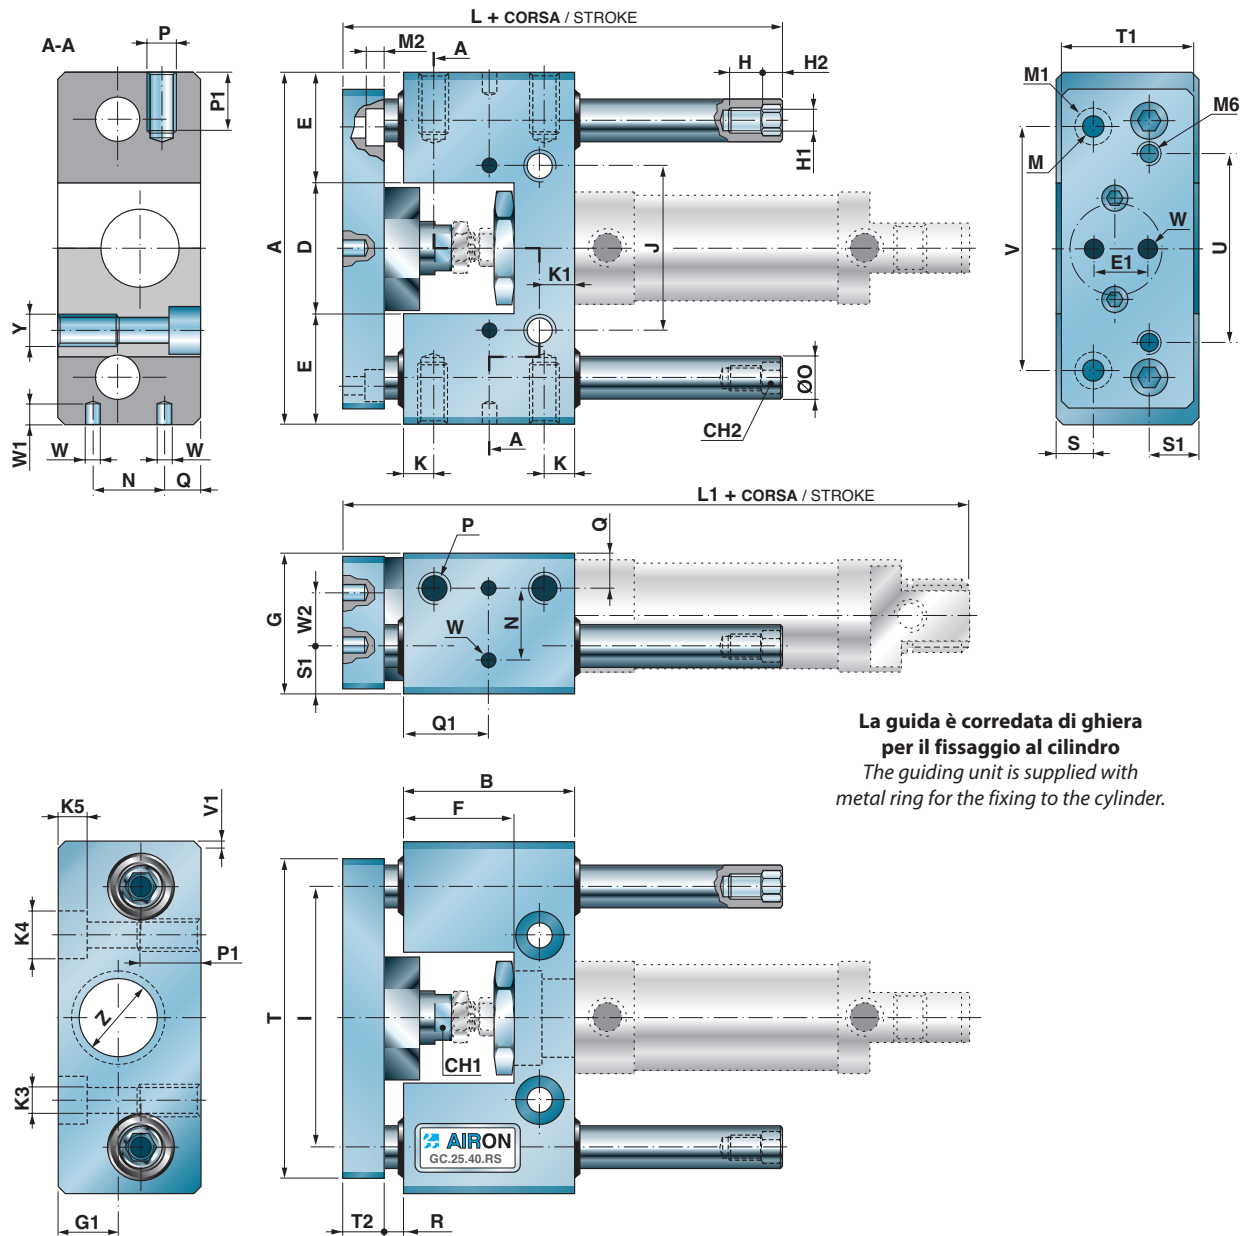 L + CORSA / STROKE
A-A
P
M2
A
H
H2
T1
M1
M6
P1
E
H1
M
A
D
J
K1
V
W
E1
U
Y
E
ØO
W1
W
W
N
Q
K
A
K
CH2
S
S1
L1 + CORSA / STROKE
P
Q
G
W2
N
W
S1
Q1
La guida è corredata di ghiera
per il fissaggio al cilindro
The guiding unit is supplied with
metal ring for the fixing to the cylinder.
B
K5
V1
F
K4
P1
Z
T
I
CH1
K3
AIRON
GC.25.40.RS
G1
T2
R